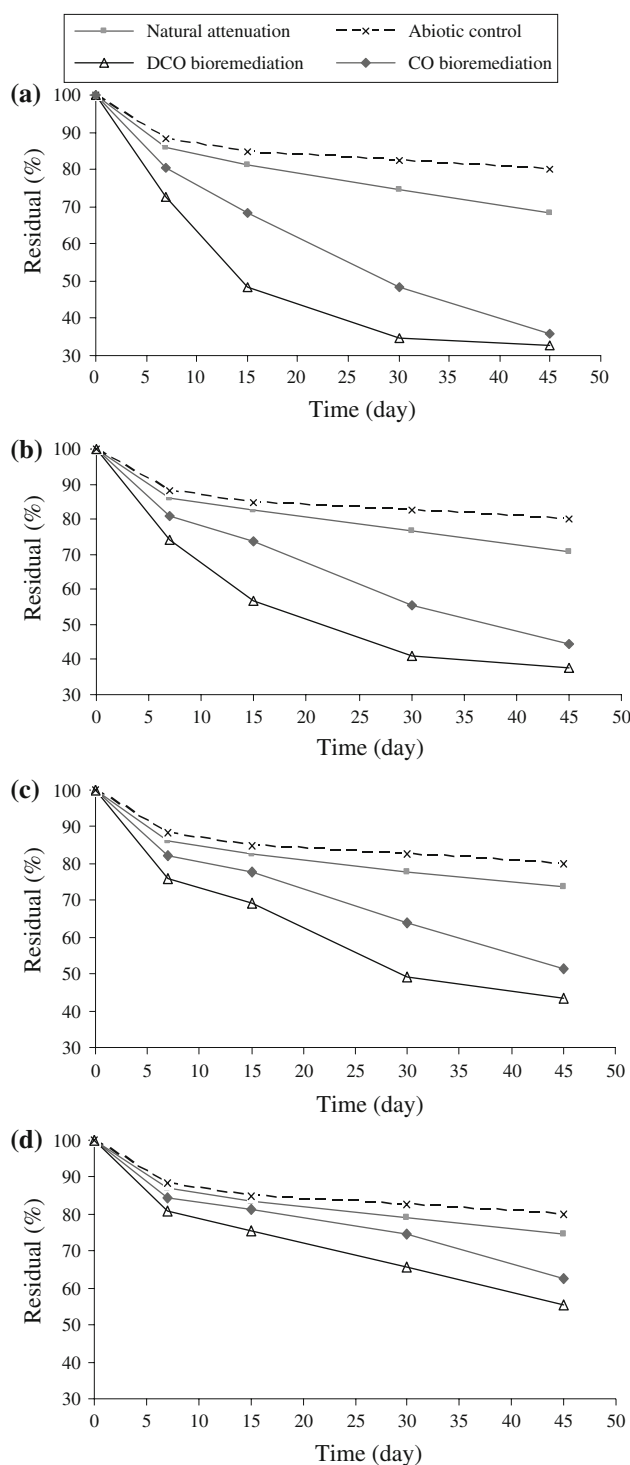 Natural attenuation
Abiotic control
DCO bioremediation
CO bioremediation
(a)
100
90
80
70
60
50
40
30
Residual (%)
0 5 10 15 20 25 30 35 40 45 50
Time (day)
(b)
100
90
80
70
60
50
40
30
Residual (%)
0 5 10 15 20 25 30 35 40 45 50
Time (day)
(c)
100
90
80
70
60
50
40
30
Residual (%)
0 5 10 15 20 25 30 35 40 45 50
Time (day)
(d)
100
90
80
70
60
50
40
30
Residual (%)
0 5 10 15 20 25 30 35 40 45 50
Time (day)